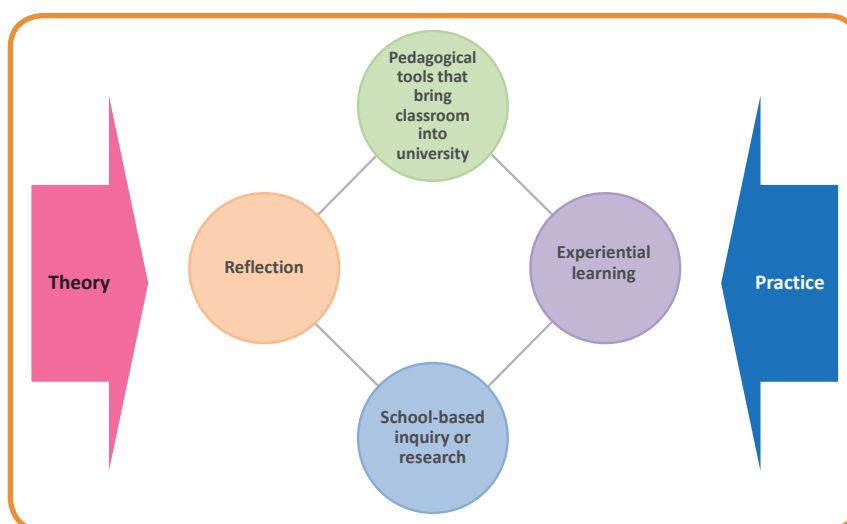 Pedagogical
tools that
bring
classroom
into
university
Theory
Reflection
Experiential
learning
Practice
School-based
inquiry or
research